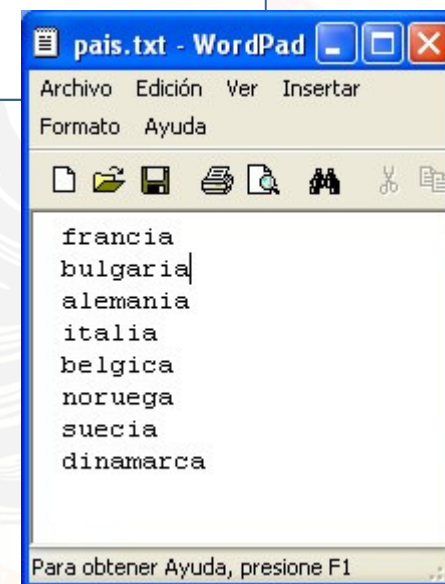 pais.txt - WordPad
Archivo Edición Ver Insertar
Formato Ayuda
francia
bulgaria
alemania
italia
belgica
noruega
suecia
dinamarca
Para obtener Ayuda, presione F1